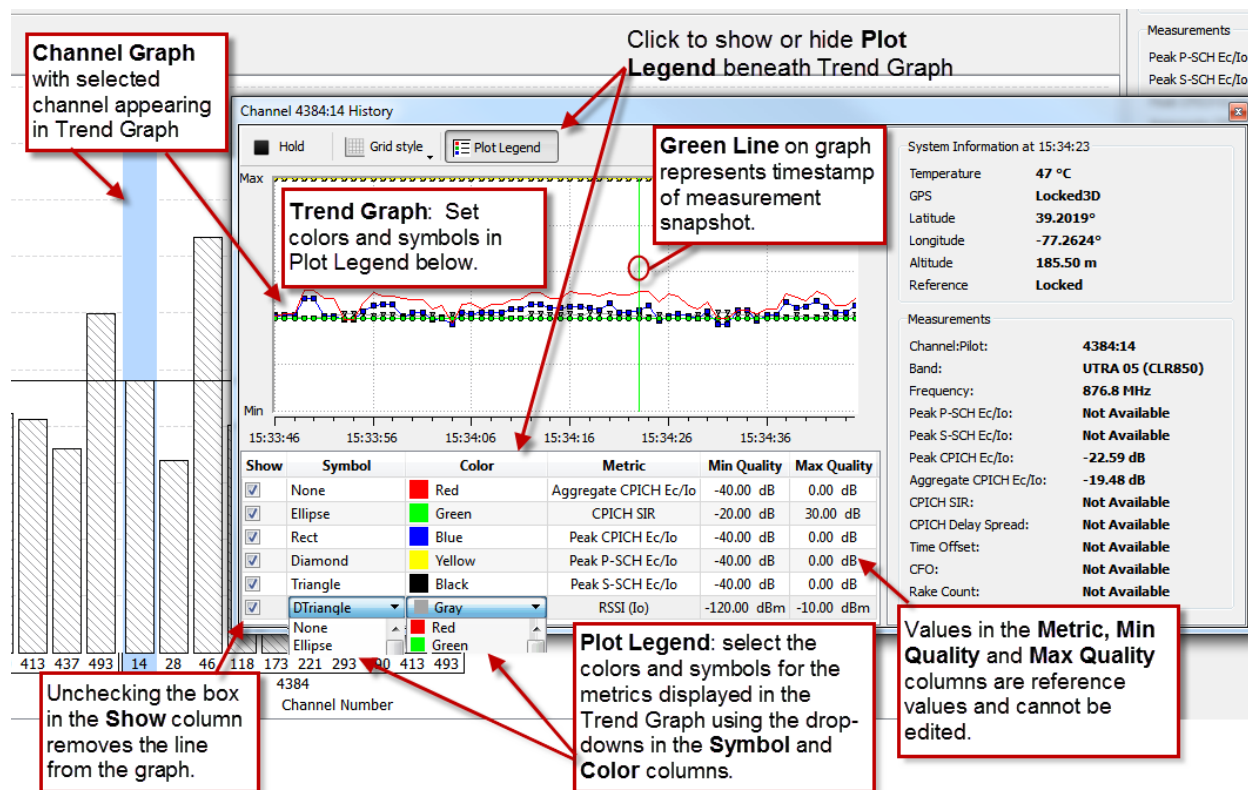 Measurements
Peak P-SCH Ec/Io
Peak S-SCH Ec/Io
Channel Graph
with selected
channel appearing
in Trend Graph
Click to show or hide Plot
Legend beneath Trend Graph
Channel 4384:14 History
Hold
Grid style
Plot Legend
Green Line on graph
represents timestamp
of measurement
snapshot.
Max
Trend Graph: Set
colors and symbols in
Plot Legend below.
Min
15:33:46 15:33:56 15:34:06 15:34:16 15:34:26 15:34:36
Show Symbol Color Metric Min Quality Max Quality
None Red Aggregate CPICH Ec/Io -40.00 dB 0.00 dB
Ellipse Green CPICH SIR -20.00 dB 30.00 dB
Rect Blue Peak CPICH Ec/Io -40.00 dB 0.00 dB
Diamond Yellow Peak P-SCH Ec/Io -40.00 dB 0.00 dB
Triangle Black Peak S-SCH Ec/Io -40.00 dB 0.00 dB
DTriangle Gray RSSI (Io) -120.00 dBm -10.00 dBm
None Red
Ellipse Green
System Information at 15:34:23
Temperature 47 °C
GPS Locked3D
Latitude 39.2019°
Longitude -77.2624°
Altitude 185.50 m
Reference Locked
Measurements
Channel:Pilot: 4384:14
Band: UTRA 05 (CLR850)
Frequency: 876.8 MHz
Peak P-SCH Ec/Io: Not Available
Peak S-SCH Ec/Io: Not Available
Peak CPICH Ec/Io: -22.59 dB
Aggregate CPICH Ec/Io: -19.48 dB
CPICH SIR: Not Available
CPICH Delay Spread: Not Available
Time Offset: Not Available
CFO: Not Available
Rake Count: Not Available
413 437 493 14 28 46 118 173 221 293 413 493
4384
Channel Number
Unchecking the box
in the Show column
removes the line
from the graph.
Plot Legend: select the
colors and symbols for the
metrics displayed in the
Trend Graph using the drop-
downs in the Symbol and
Color columns.
Values in the Metric, Min
Quality and Max Quality
columns are reference
values and cannot be
edited.